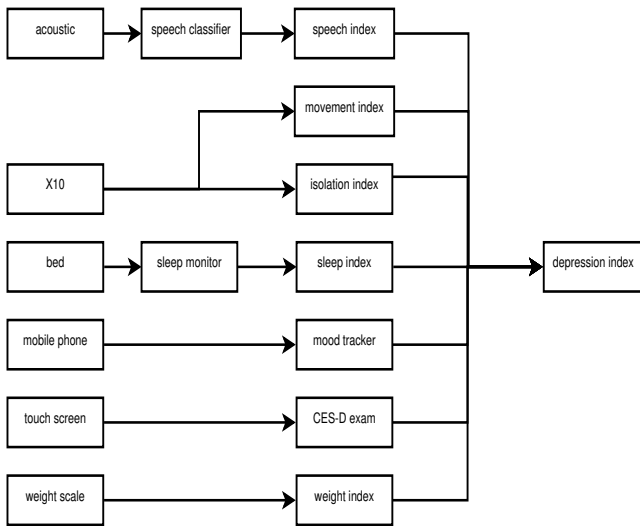 acoustic
speech classifier
speech index
movement index
X10
isolation index
bed
sleep monitor
sleep index
depression index
mobile phone
mood tracker
touch screen
CES-D exam
weight scale
weight index